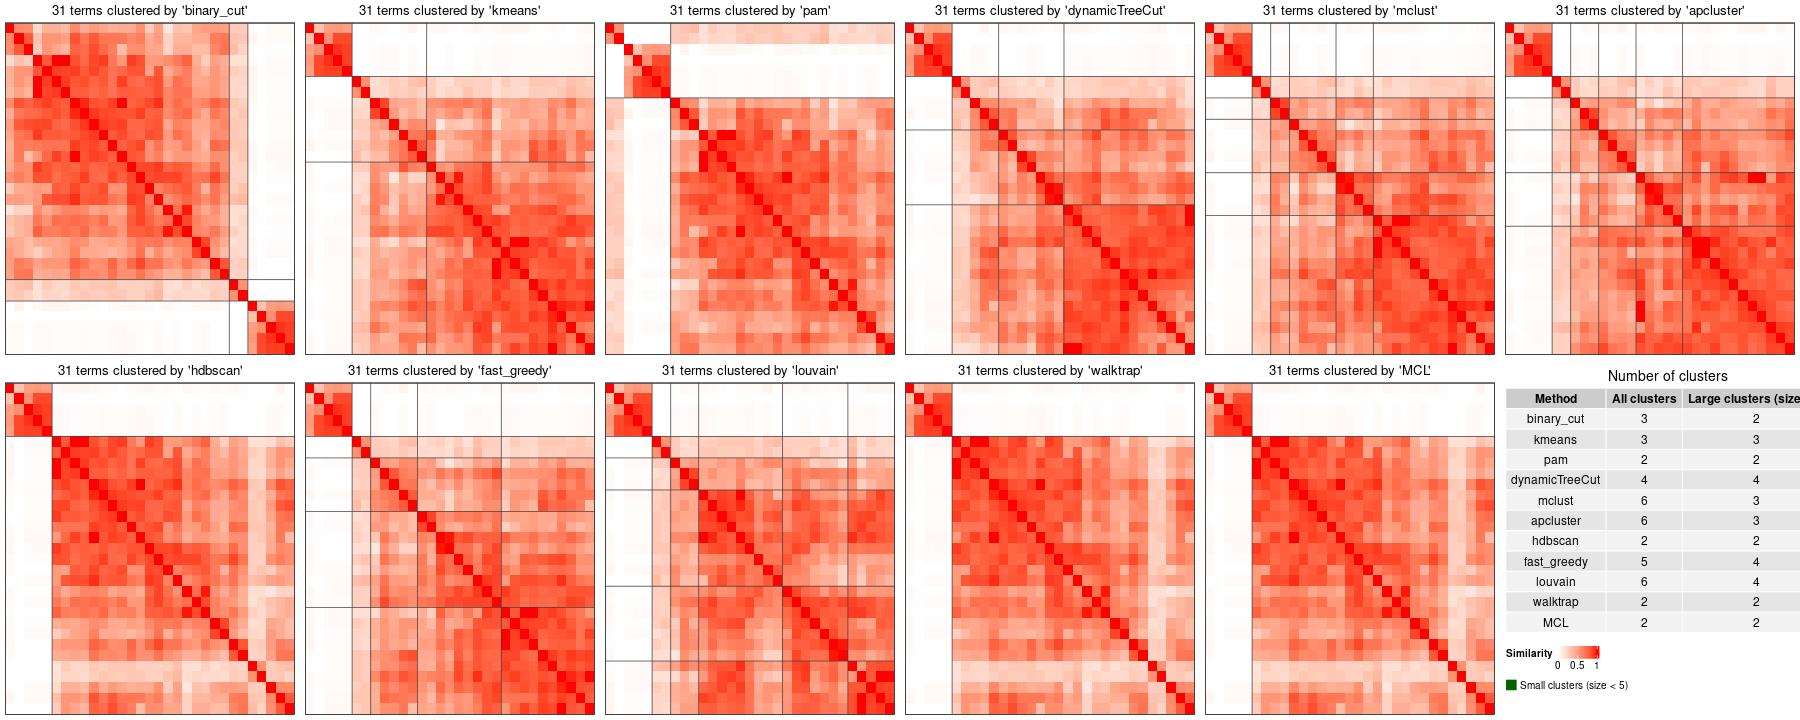 31 terms clustered by 'binary_cut'
31 terms clustered by 'kmeans'
31 terms clustered by 'pam'
31 terms clustered by 'dynamicTreeCut'
31 terms clustered by 'mclust'
31 terms clustered by 'apcluster'
31 terms clustered by 'hdbscan'
31 terms clustered by 'fast_greedy'
31 terms clustered by 'louvain'
31 terms clustered by 'walktrap'
31 terms clustered by 'MCL'
Number of clusters
Method All clusters Large clusters (size
binary_cut 3 2
kmeans 3 3
pam 2 2
dynamicTreeCut 4 4
mclust 6 3
apcluster 6 3
hdbscan 2 2
fast_greedy 5 4
louvain 6 4
walktrap 2 2
MCL 2 2
Similarity
0 0.5 1
Small clusters (size < 5)